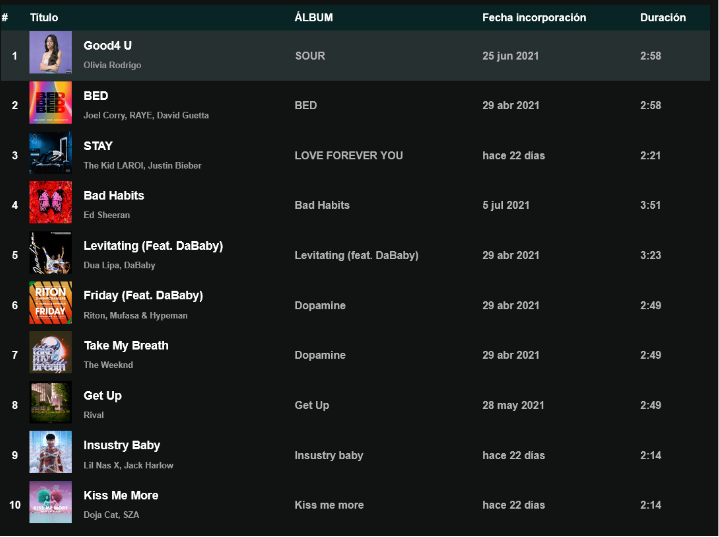 # Título ÁLBUM Fecha incorporación Duración
1 Good4 U SOUR 25 jun 2021 2:58
Olivia Rodrigo
BED
BED
BED
2 BED BED 29 abr 2021 2:58
Joel Corry, RAYE, David Guetta
3 STAY LOVE FOREVER YOU hace 22 dias 2:21
The Kid LAROI, Justin Bieber
4 Bad Habits Bad Habits 5 jul 2021 3:51
Ed Sheeran
5 Levitating (Feat. DaBaby) Levitating (feat. DaBaby) 29 abr 2021 3:23
Dua Lipa, DaBaby
RITON
FRIDAY
6 Friday (Feat. DaBaby) Dopamine 29 abr 2021 2:49
Riton, Mufasa & Hypeman
take my breath
7 Take My Breath Dopamine 29 abr 2021 2:49
The Weeknd
8 Get Up Get Up 28 may 2021 2:49
Rival
9 Insustry Baby Insustry baby hace 22 dias 2:14
Lil Nas X, Jack Harlow
KISS ME MORE
10 Kiss Me More Kiss me more hace 22 dias 2:14
Doja Cat, SZA